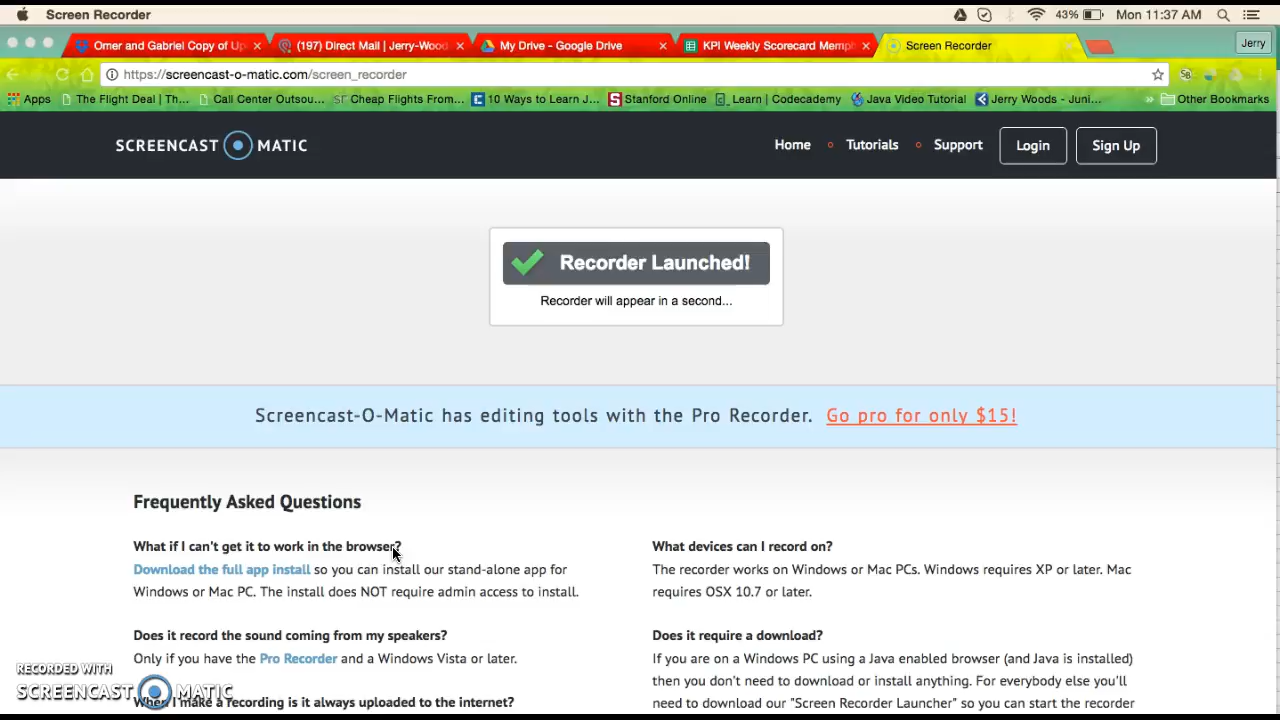 Screen Recorder 43% Mon 11:37 AM
Omer and Gabriel Copy of Up
(197) Direct Mail | Jerry-Wood
My Drive - Google Drive
KPI Weekly Scorecard Memph
Screen Recorder
Jerry
https://screencast-o-matic.com/screen_recorder
Apps The Flight Deal | Th... Call Center Outsou... SF Cheap Flights From... 10 Ways to Learn J... Stanford Online Learn | Codecademy Java Video Tutorial Jerry Woods - Juni... » Other Bookmarks
SCREENCAST O MATIC
Home Tutorials Support Login Sign Up
Recorder Launched!
Recorder will appear in a second...
Screencast-O-Matic has editing tools with the Pro Recorder. Go pro for only $15!
Frequently Asked Questions
What if I can't get it to work in the browser?
Download the full app install so you can install our stand-alone app for
Windows or Mac PC. The install does NOT require admin access to install.
Does it record the sound coming from my speakers?
Only if you have the Pro Recorder and a Windows Vista or later.
When I make a recording is it always uploaded to the internet?
What devices can I record on?
The recorder works on Windows or Mac PCs. Windows requires XP or later. Mac
requires OSX 10.7 or later.
Does it require a download?
If you are on a Windows PC using a Java enabled browser (and Java is installed)
then you don't need to download or install anything. For everybody else you'll
need to download our "Screen Recorder Launcher" so you can start the recorder
RECORDED WITH
SCREENCAST MATIC